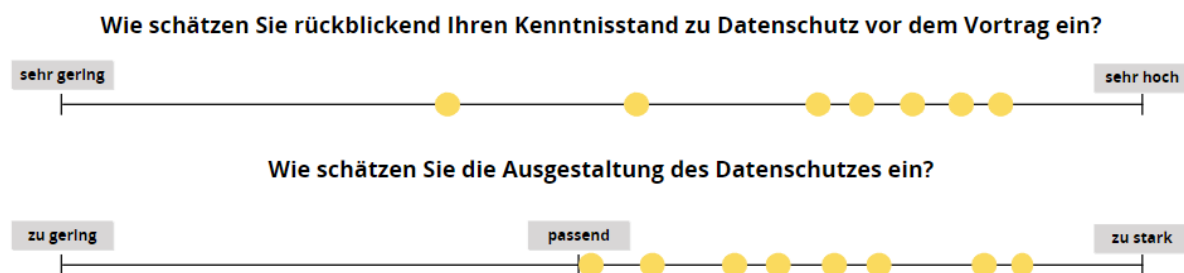 Wie schätzen Sie rückblickend Ihren Kenntnisstand zu Datenschutz vor dem Vortrag ein?
sehr gering
sehr hoch
Wie schätzen Sie die Ausgestaltung des Datenschutzes ein?
zu gering
passend
zu stark